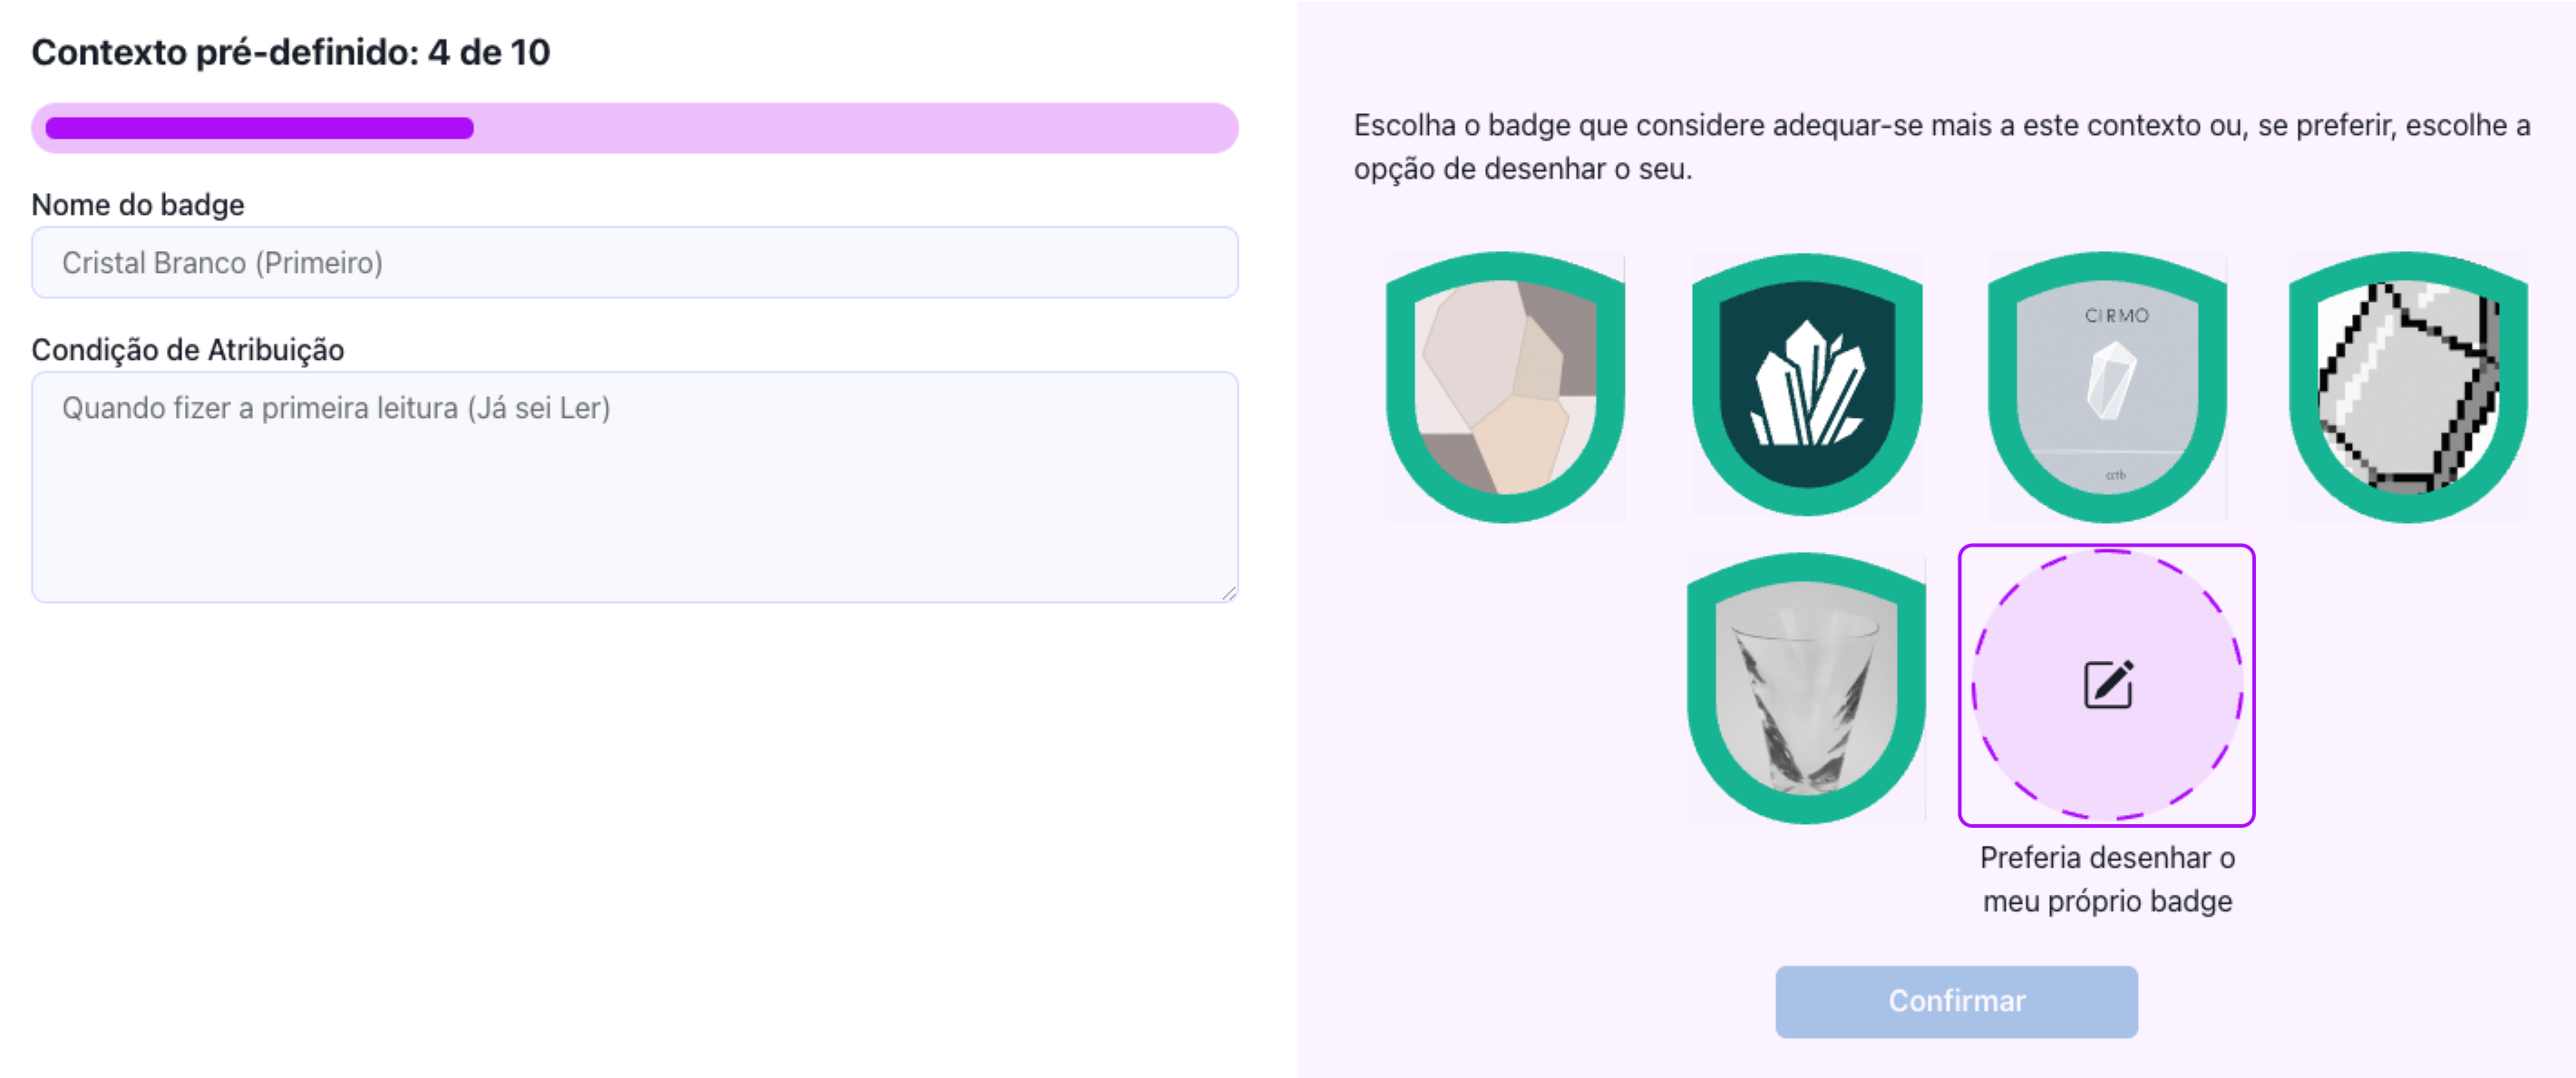 Contexto pré-definido: 4 de 10
Nome do badge
Cristal Branco (Primeiro)
Condição de Atribuição
Quando fizer a primeira leitura (Já sei Ler)
Escolha o badge que considere adequar-se mais a este contexto ou, se preferir, escolhe a
opção de desenhar o seu.
CIRMO
Preferia desenhar o
meu próprio badge
Confirmar